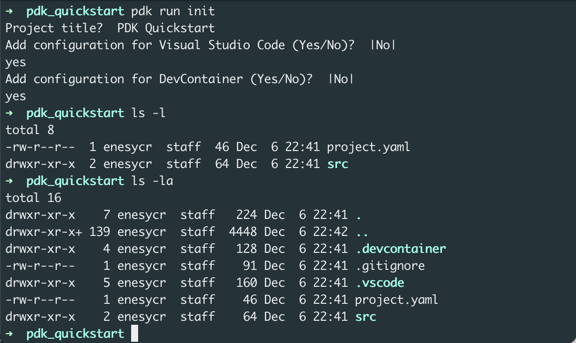 ➜  pdk_quickstart pdk run init
Project title?  PDK Quickstart
Add configuration for Visual Studio Code (Yes/No)?  |No|
yes
Add configuration for DevContainer (Yes/No)?  |No|
yes
➜  pdk_quickstart ls -l
total 8
-rw-r--r--  1 enesycr  staff  46 Dec  6 22:41 project.yaml
drwxr-xr-x  2 enesycr  staff  64 Dec  6 22:41 src
➜  pdk_quickstart ls -la
total 16
drwxr-xr-x    7 enesycr  staff   224 Dec  6 22:41 .
drwxr-xr-x+ 139 enesycr  staff  4448 Dec  6 22:42 ..
drwxr-xr-x    4 enesycr  staff   128 Dec  6 22:41 .devcontainer
-rw-r--r--    1 enesycr  staff    91 Dec  6 22:41 .gitignore
drwxr-xr-x    5 enesycr  staff   160 Dec  6 22:41 .vscode
-rw-r--r--    1 enesycr  staff    46 Dec  6 22:41 project.yaml
drwxr-xr-x    2 enesycr  staff    64 Dec  6 22:41 src
➜  pdk_quickstart